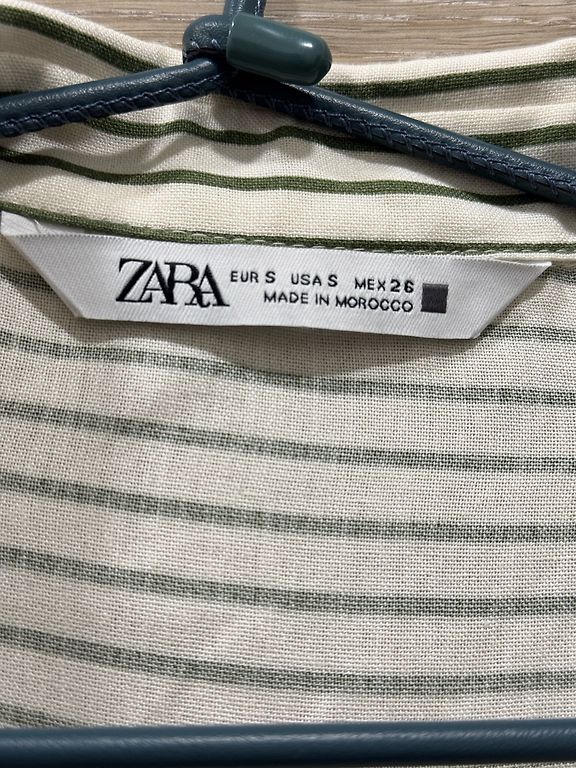 ZARA
EUR S USA S MEX 26
MADE IN MOROCCO